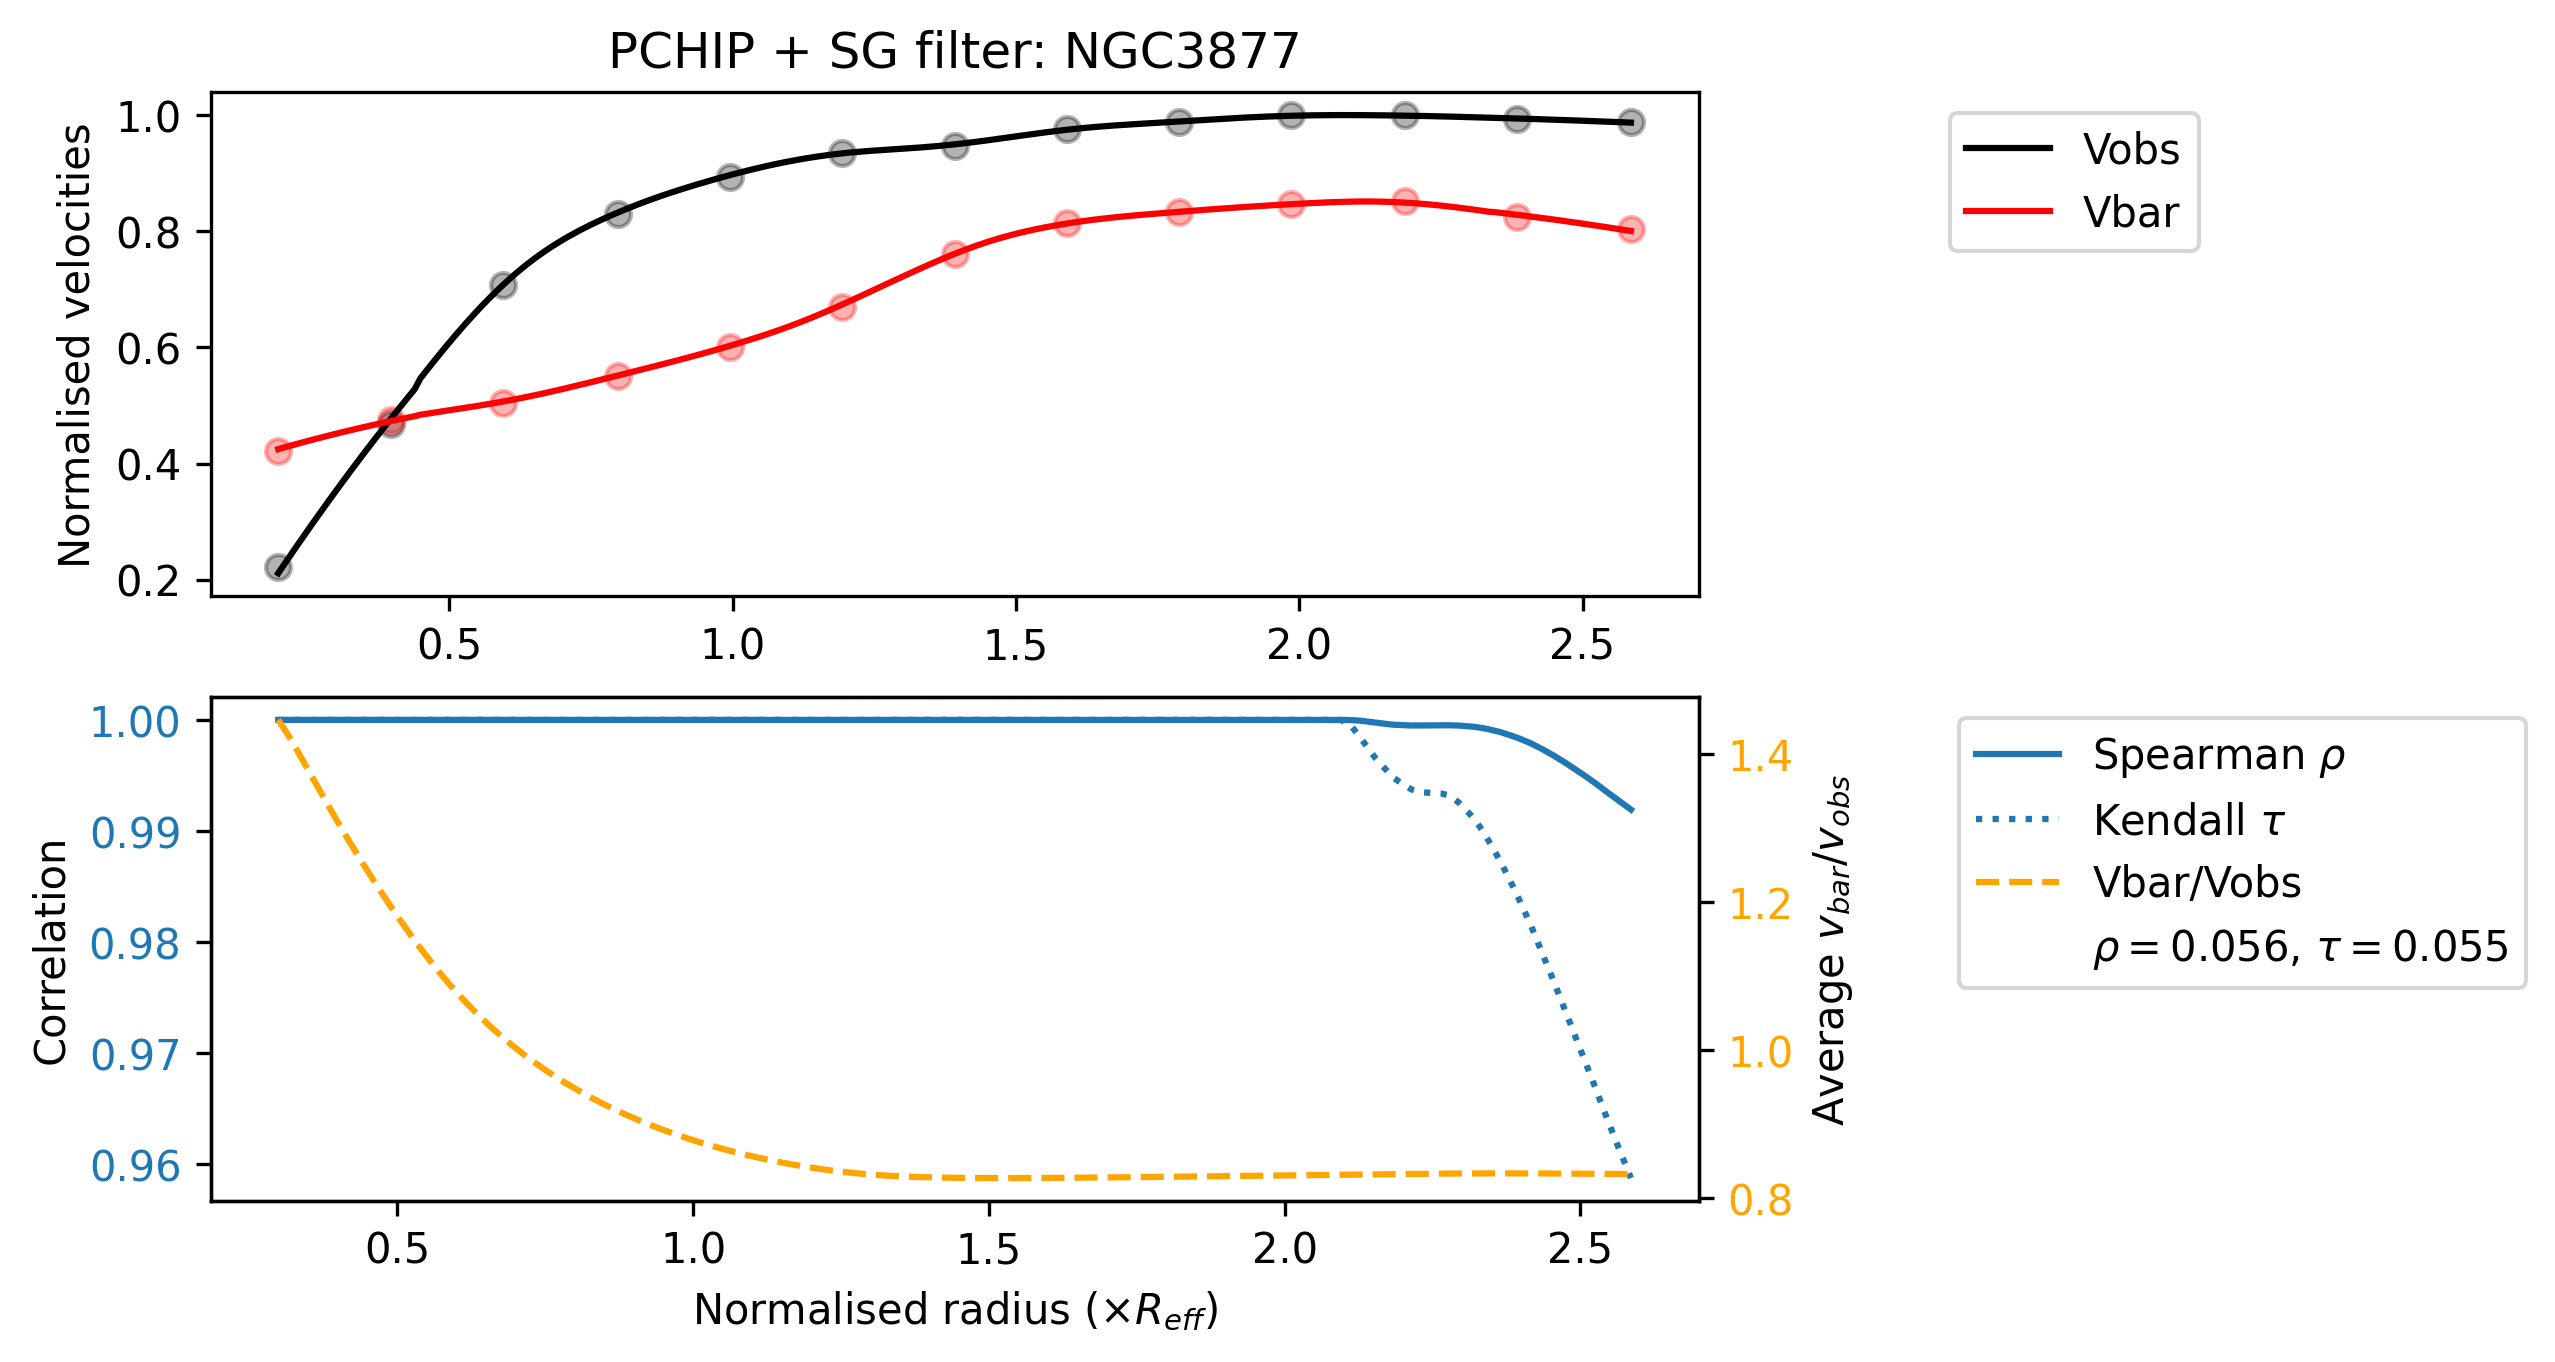 PCHIP + SG filter: NGC3877
Normalised velocities
1.0
0.8
0.6
0.4
0.2
0.5
1.0
1.5
2.0
2.5
Vobs
Vbar
Correlation
1.00
0.99
0.98
0.97
0.96
0.5
1.0
1.5
2.0
2.5
Normalised radius (×R_eff)
1.4
1.2
1.0
0.8
Average v_bar/v_obs
Spearman ρ
Kendall τ
Vbar/Vobs
ρ = 0.056, τ = 0.055